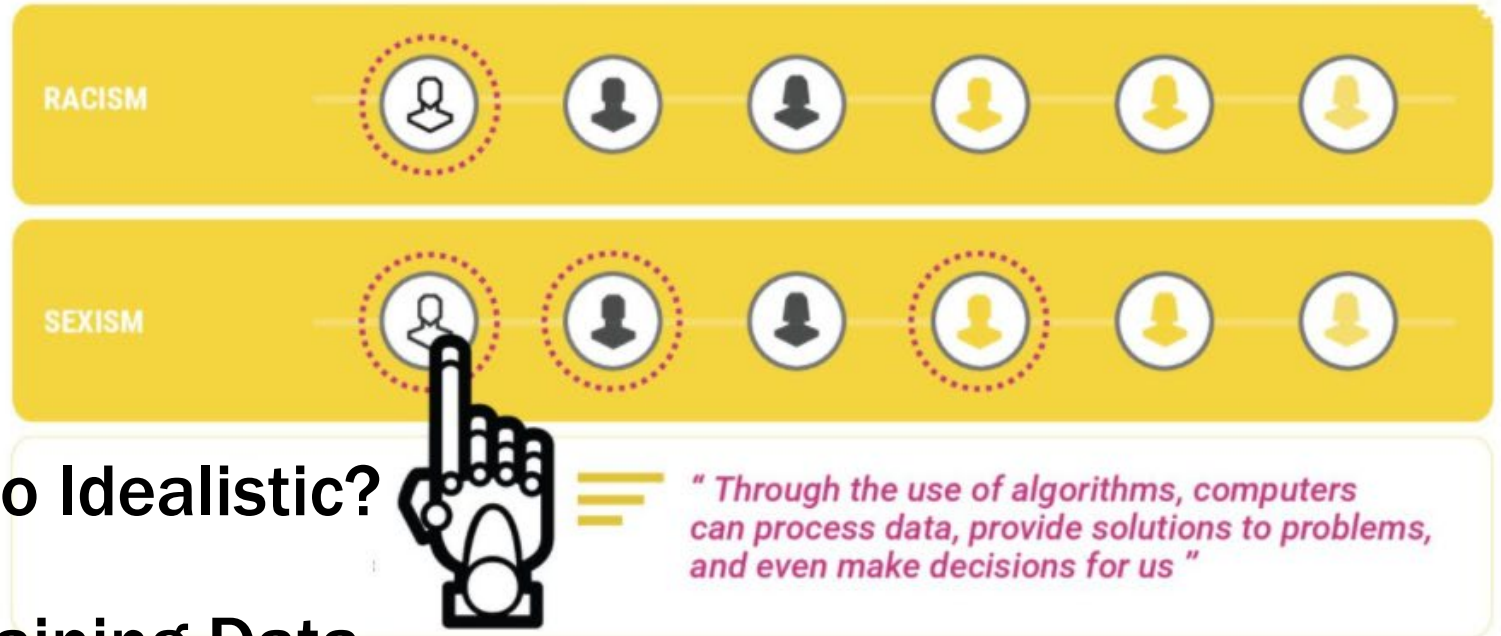 RACISM
SEXISM
o Idealistic?
“ Through the use of algorithms, computers
can process data, provide solutions to problems,
and even make decisions for us ”
Data